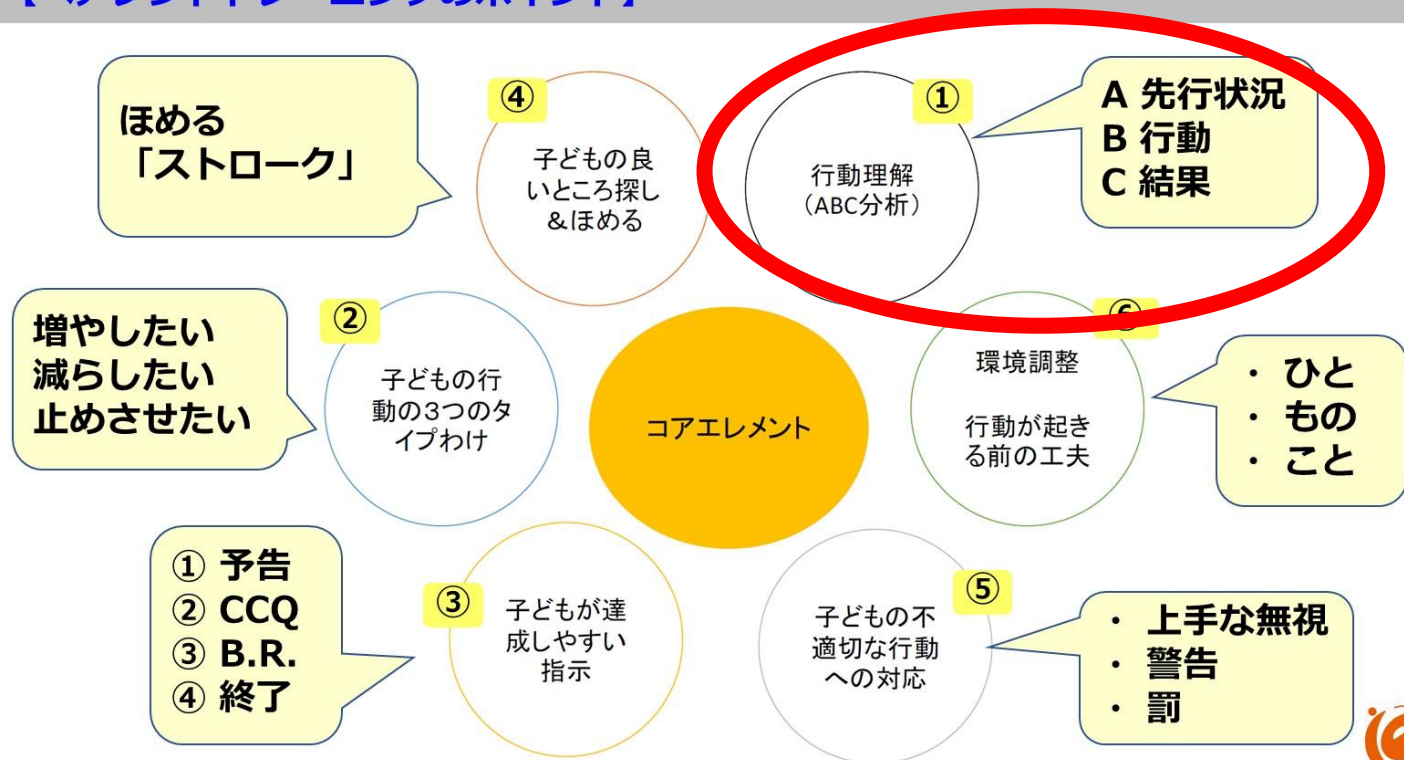 ④
ほめる
「ストローク」
子どもの良
いところ探し
&ほめる
①
行動理解
（ABC分析）
A 先行状況
B 行動
C 結果
②
増やしたい
減らしたい
止めさせたい
子どもの行
動の３つのタ
イプわけ
コアエレメント
環境調整
行動が起き
る前の工夫
・ ひと
・ もの
・ こと
① 予告
② CCQ
③ B.R.
④ 終了
③
子どもが達
成しやすい
指示
⑤
子どもの不
適切な行動
への対応
・ 上手な無視
・ 警告
・ 罰